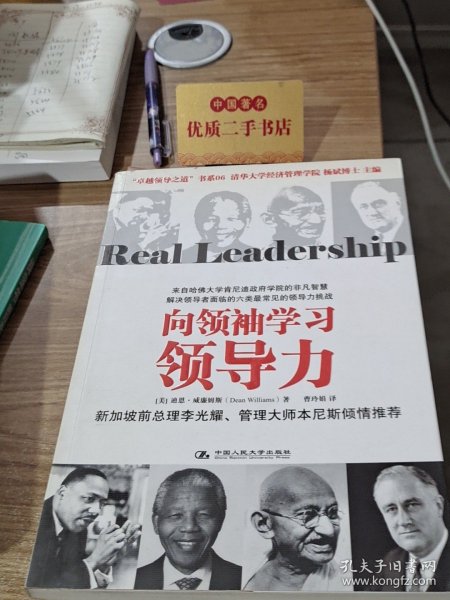 中国著名
优质二手书店
“卓越领导之道”书系06 清华大学经济管理学院 杨斌博士 主编
Real Leadership
来自哈佛大学肯尼迪政府学院的非凡智慧
解决领导者面临的六类最常见的领导力挑战
向领袖学习
领导力
[美] 迪恩·威廉姆斯（Dean Williams）著 曹玲娟 译
新加坡前总理李光耀、管理大师本尼斯倾情推荐
中国人民大学出版社
China Renmin University Press
孔夫子旧书网
www.kongfz.com